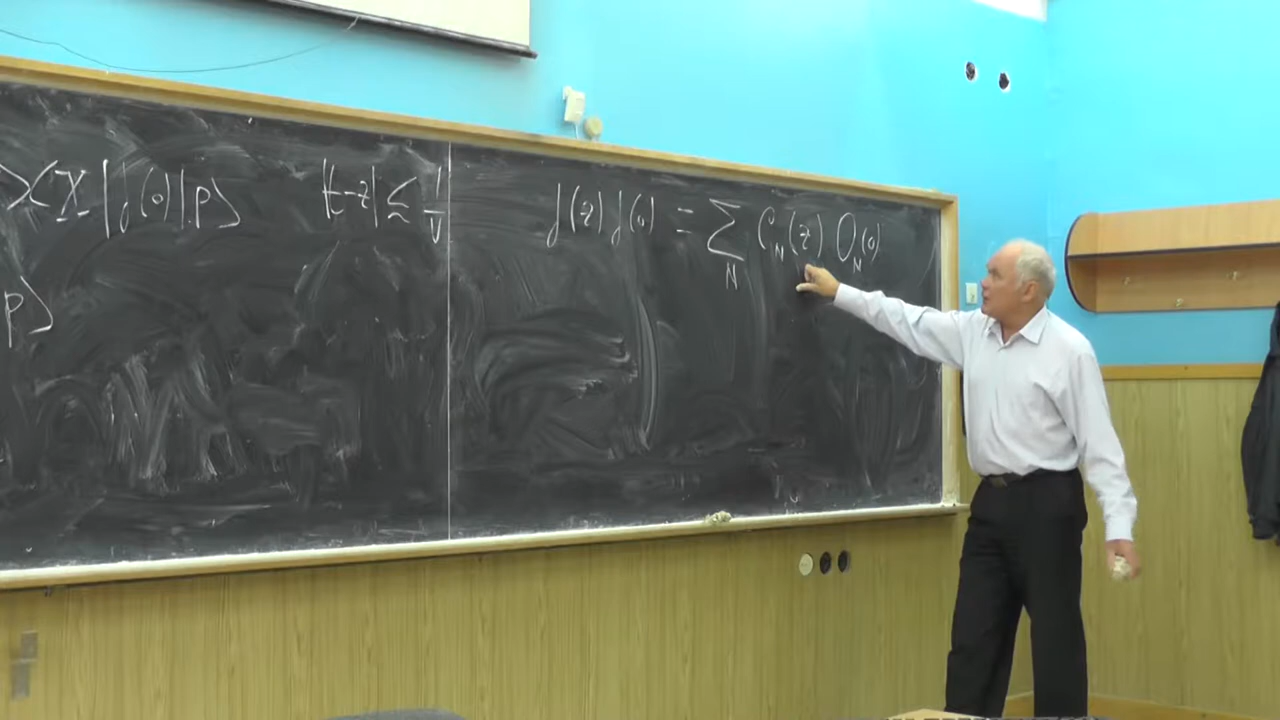 ><X|j(0)|p> |t-z| ≤ 1/ν j(z)j(0) = Σ_N C_N(z) O_N(0)
p>